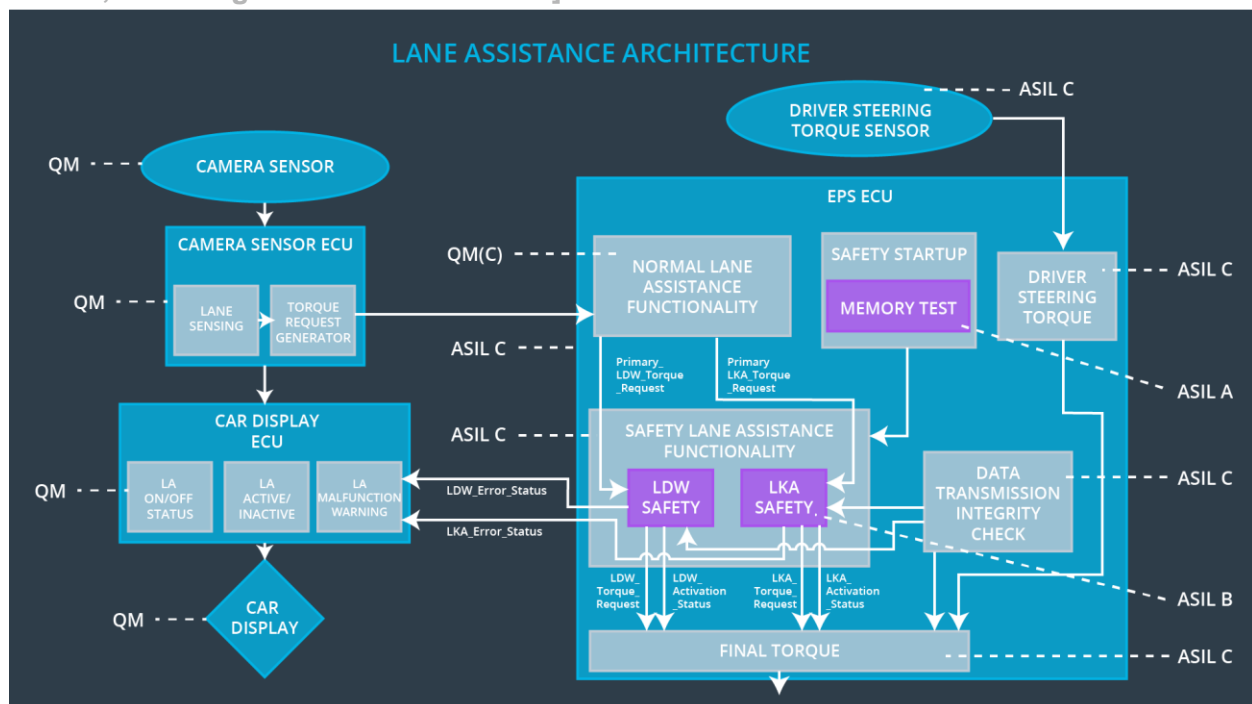 LANE ASSISTANCE ARCHITECTURE
ASIL C
DRIVER STEERING
TORQUE SENSOR
QM
CAMERA SENSOR
EPS ECU
CAMERA SENSOR ECU
QM(C)
NORMAL LANE
ASSISTANCE
FUNCTIONALITY
SAFETY STARTUP
MEMORY TEST
DRIVER
STEERING
TORQUE
ASIL C
QM
LANE
SENSING
TORQUE
REQUEST
GENERATOR
ASIL C
ASIL A
Primary_
LDW_Torque
_Request
Primary
LKA_Torque
_Request
CAR DISPLAY
ECU
ASIL C
SAFETY LANE ASSISTANCE
FUNCTIONALITY
QM
LA
ON/OFF
STATUS
LA
ACTIVE/
INACTIVE
LA
MALFUNCTION
WARNING
LDW_Error_Status
LKA_Error_Status
LDW
SAFETY
LKA
SAFETY
DATA
TRANSMISSION
INTEGRITY
CHECK
ASIL C
LDW_
Torque_
Request
LDW_
Activation
_Status
LKA_
Torque_
Request
LKA_
Activation
_Status
ASIL B
QM
CAR
DISPLAY
FINAL TORQUE
ASIL C